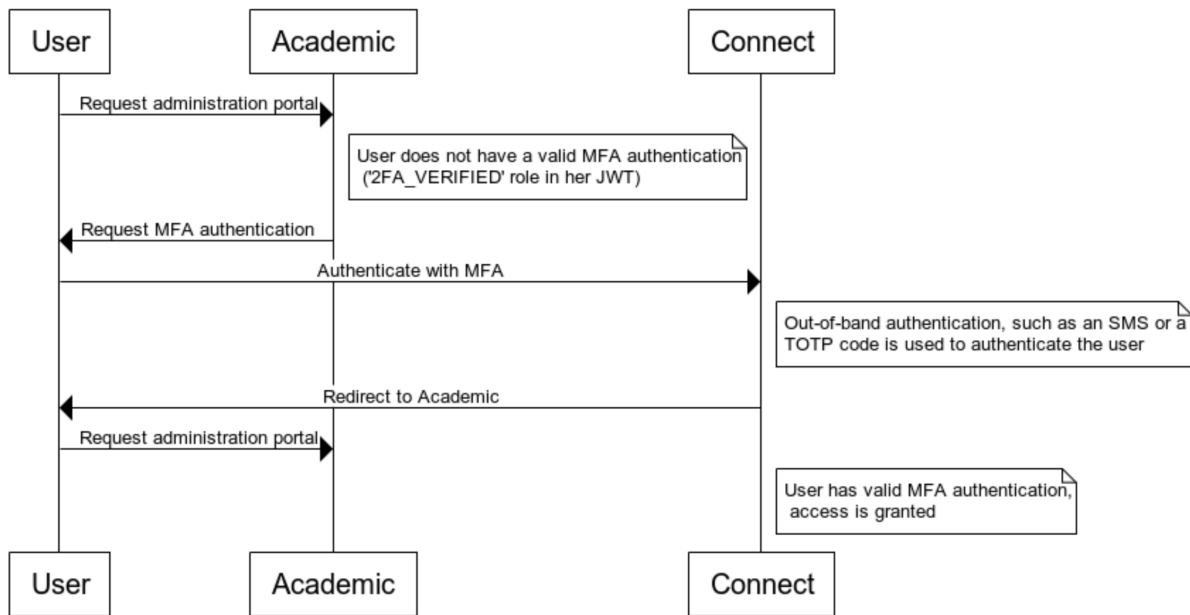 User
Academic
Connect
Request administration portal
User does not have a valid MFA authentication
('2FA_VERIFIED' role in her JWT)
Request MFA authentication
Authenticate with MFA
Out-of-band authentication, such as an SMS or a
TOTP code is used to authenticate the user
Redirect to Academic
Request administration portal
User has valid MFA authentication,
access is granted
User
Academic
Connect